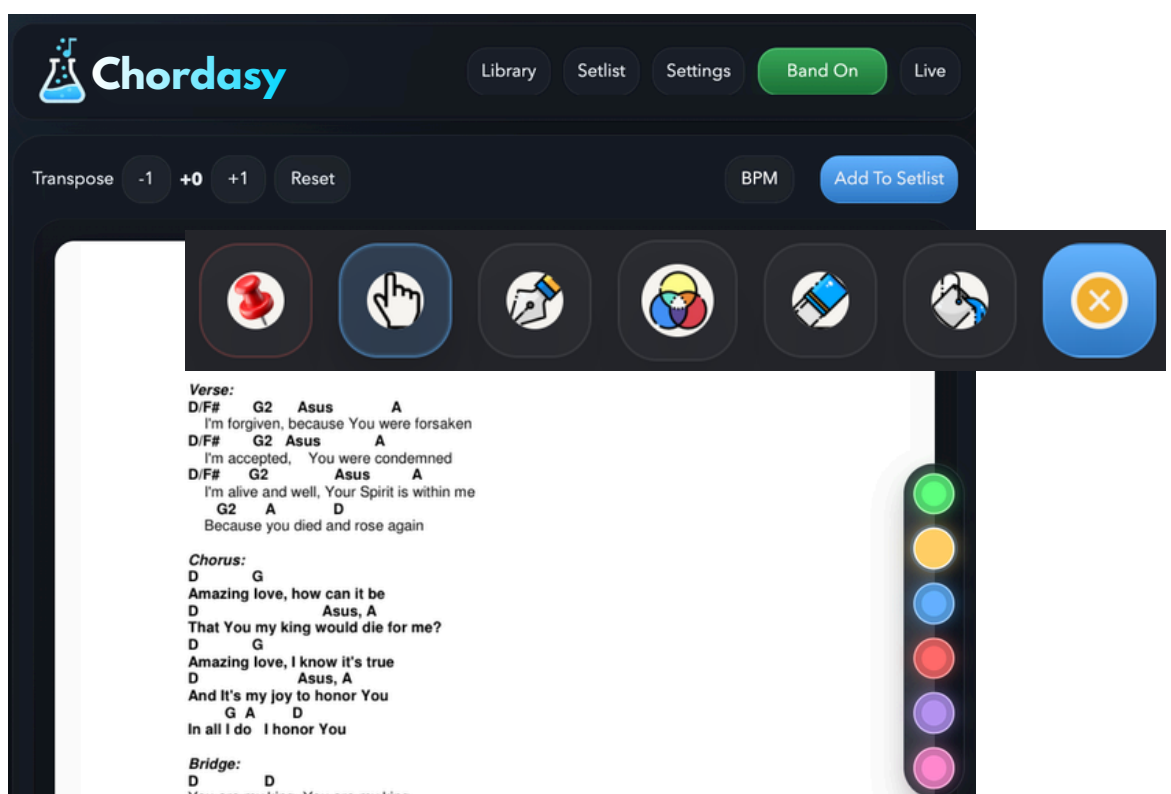 Chordasy
Library Setlist Settings Band On Live
Transpose -1 +0 +1 Reset BPM Add To Setlist
Verse:
D/F# G2 Asus A
I'm forgiven, because You were forsaken
D/F# G2 Asus A
I'm accepted, You were condemned
D/F# G2 Asus A
I'm alive and well, Your Spirit is within me
G2 A D
Because you died and rose again
Chorus:
D G
Amazing love, how can it be
D Asus, A
That You my king would die for me?
D G
Amazing love, I know it's true
D Asus, A
And It's my joy to honor You
G A D
In all I do I honor You
Bridge:
D D